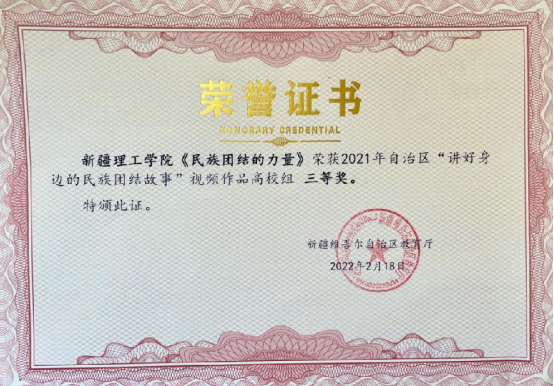 荣誉证书
HONORARY CREDENTIAL
新疆理工学院《民族团结的力量》荣获2021年自治区“讲好身
边的民族团结故事”视频作品高校组 三等奖。
特颁此证。
新疆维吾尔自治区教育厅
2022年2月18日